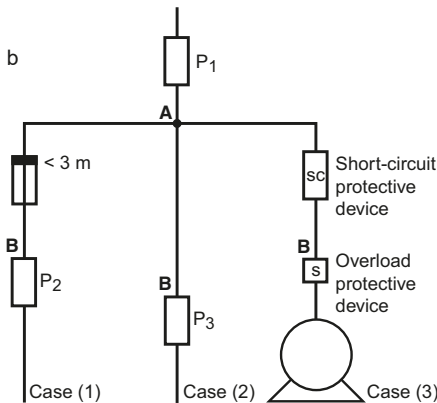 b
P1
A
< 3 m
sc
Short-circuit
protective
device
B
B
s
Overload
protective
device
P2
B
P3
Case (1)
Case (2)
Case (3)